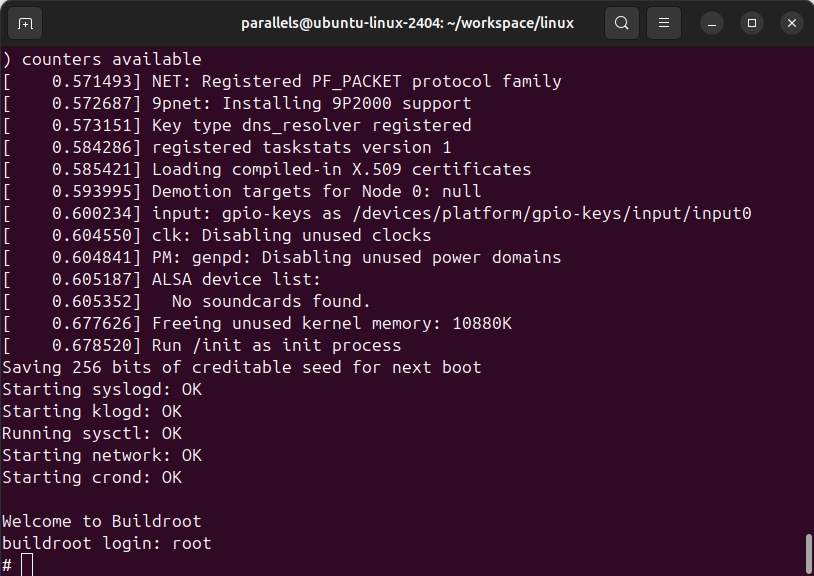 parallels@ubuntu-linux-2404: ~/workspace/linux
) counters available
[    0.571493] NET: Registered PF_PACKET protocol family
[    0.572687] 9pnet: Installing 9P2000 support
[    0.573151] Key type dns_resolver registered
[    0.584286] registered taskstats version 1
[    0.585421] Loading compiled-in X.509 certificates
[    0.593995] Demotion targets for Node 0: null
[    0.600234] input: gpio-keys as /devices/platform/gpio-keys/input/input0
[    0.604550] clk: Disabling unused clocks
[    0.604841] PM: genpd: Disabling unused power domains
[    0.605187] ALSA device list:
[    0.605352]   No soundcards found.
[    0.677626] Freeing unused kernel memory: 10880K
[    0.678520] Run /init as init process
Saving 256 bits of creditable seed for next boot
Starting syslogd: OK
Starting klogd: OK
Running sysctl: OK
Starting network: OK
Starting crond: OK

Welcome to Buildroot
buildroot login: root
#